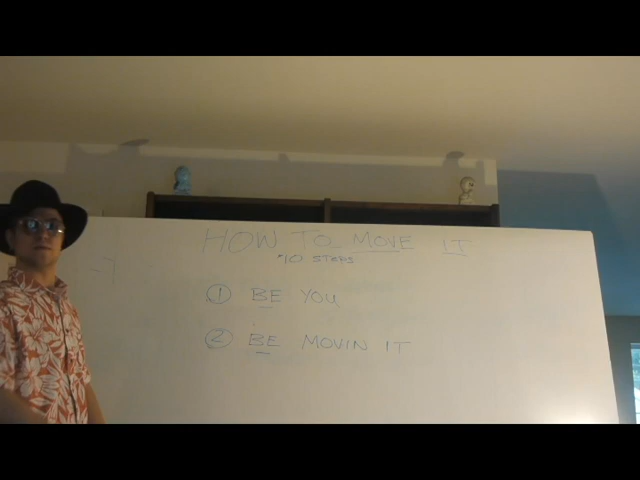 HOW TO MOVE IT
*10 STEPS
① BE YOU
② BE MOVIN IT